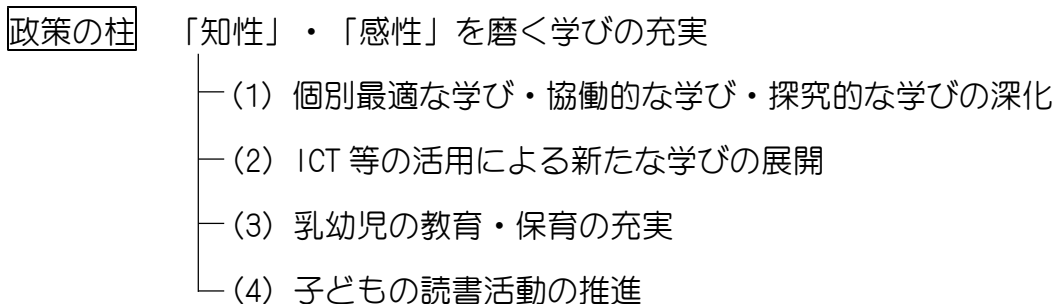 政策の柱 「知性」・「感性」を磨く学びの充実
(1) 個別最適な学び・協働的な学び・探究的な学びの深化
(2) ICT 等の活用による新たな学びの展開
(3) 乳幼児の教育・保育の充実
(4) 子どもの読書活動の推進